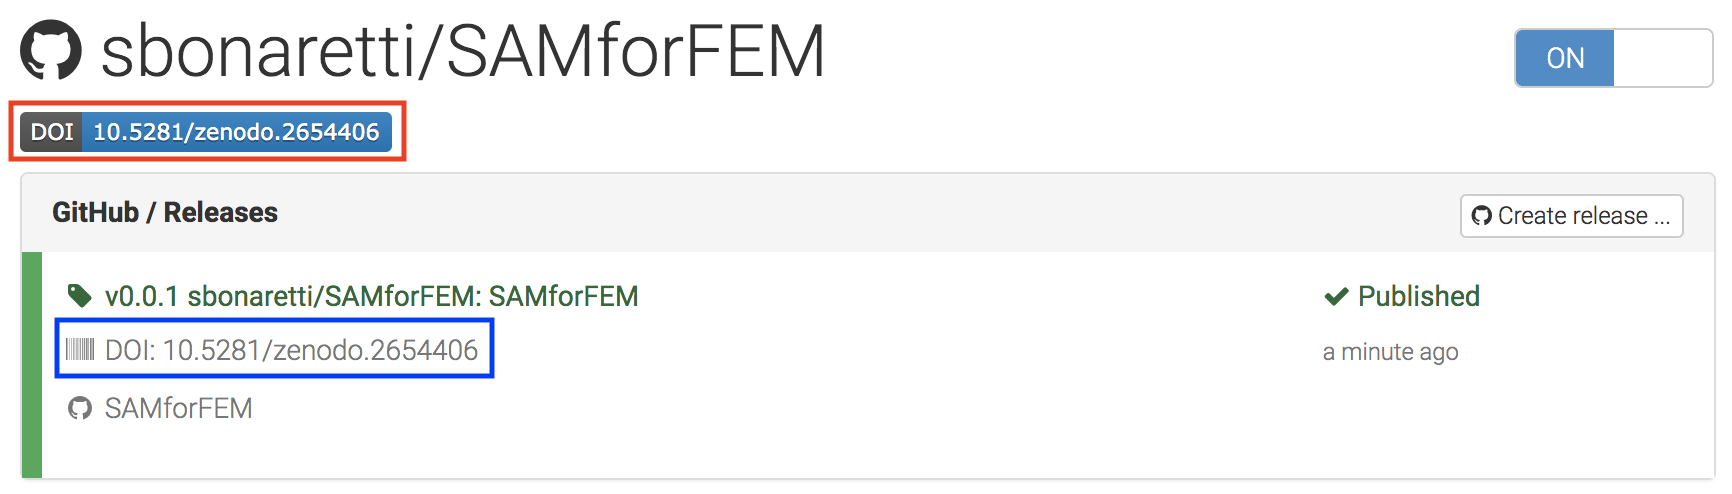 sbonaretti/SAMforFEM
ON
DOI 10.5281/zenodo.2654406
GitHub / Releases
Create release ...
v0.0.1 sbonaretti/SAMforFEM: SAMforFEM
Published
DOI: 10.5281/zenodo.2654406
a minute ago
SAMforFEM